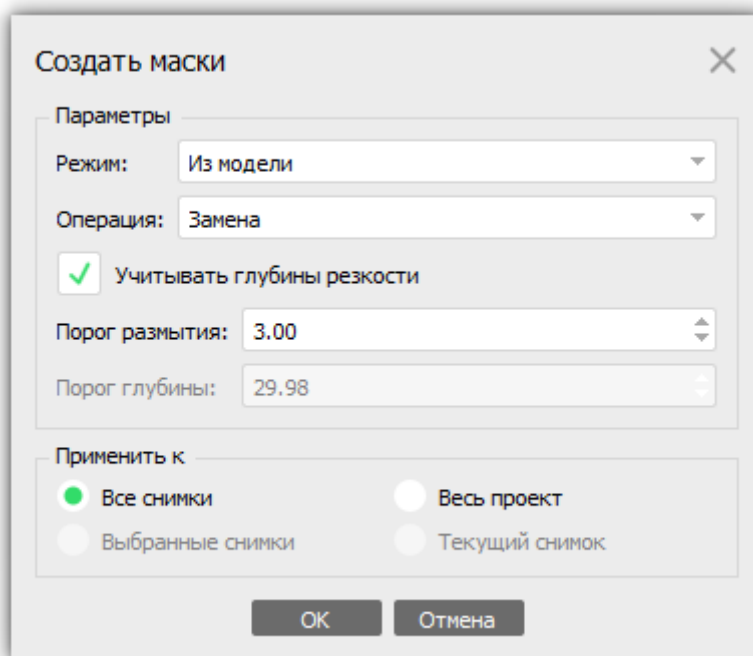 Создать маски
Параметры
Режим: Из модели
Операция: Замена
Учитывать глубины резкости
Порог размытия: 3.00
Порог глубины: 29.98
Применить к
Все снимки Весь проект
Выбранные снимки Текущий снимок
OK Отмена